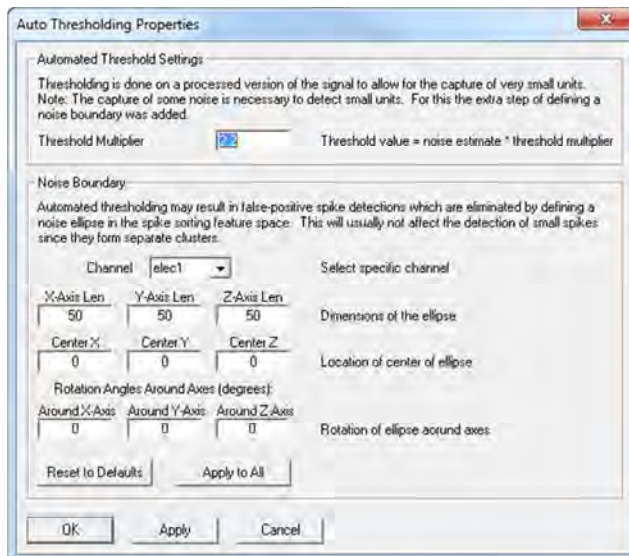 Auto Thresholding Properties
Automated Threshold Settings
Thresholding is done on a processed version of the signal to allow for the capture of very small units.
Note: The capture of some noise is necessary to detect small units. For this the extra step of defining a
noise boundary was added.
Threshold Multiplier 2.2 Threshold value = noise estimate * threshold multiplier
Noise Boundary
Automated thresholding may result in false-positive spike detections which are eliminated by defining a
noise ellipse in the spike sorting feature space. This will usually not affect the detection of small spikes
since they form separate clusters.
Channel elec1 Select specific channel
X-Axis Len Y-Axis Len Z-Axis Len
50 50 50 Dimensions of the ellipse
Center X Center Y Center Z
0 0 0 Location of center of ellipse
Rotation Angles Around Axes (degrees):
Around X-Axis Around Y-Axis Around Z-Axis
0 0 0 Rotation of ellipse aorund axes
Reset to Defaults Apply to All
OK Apply Cancel